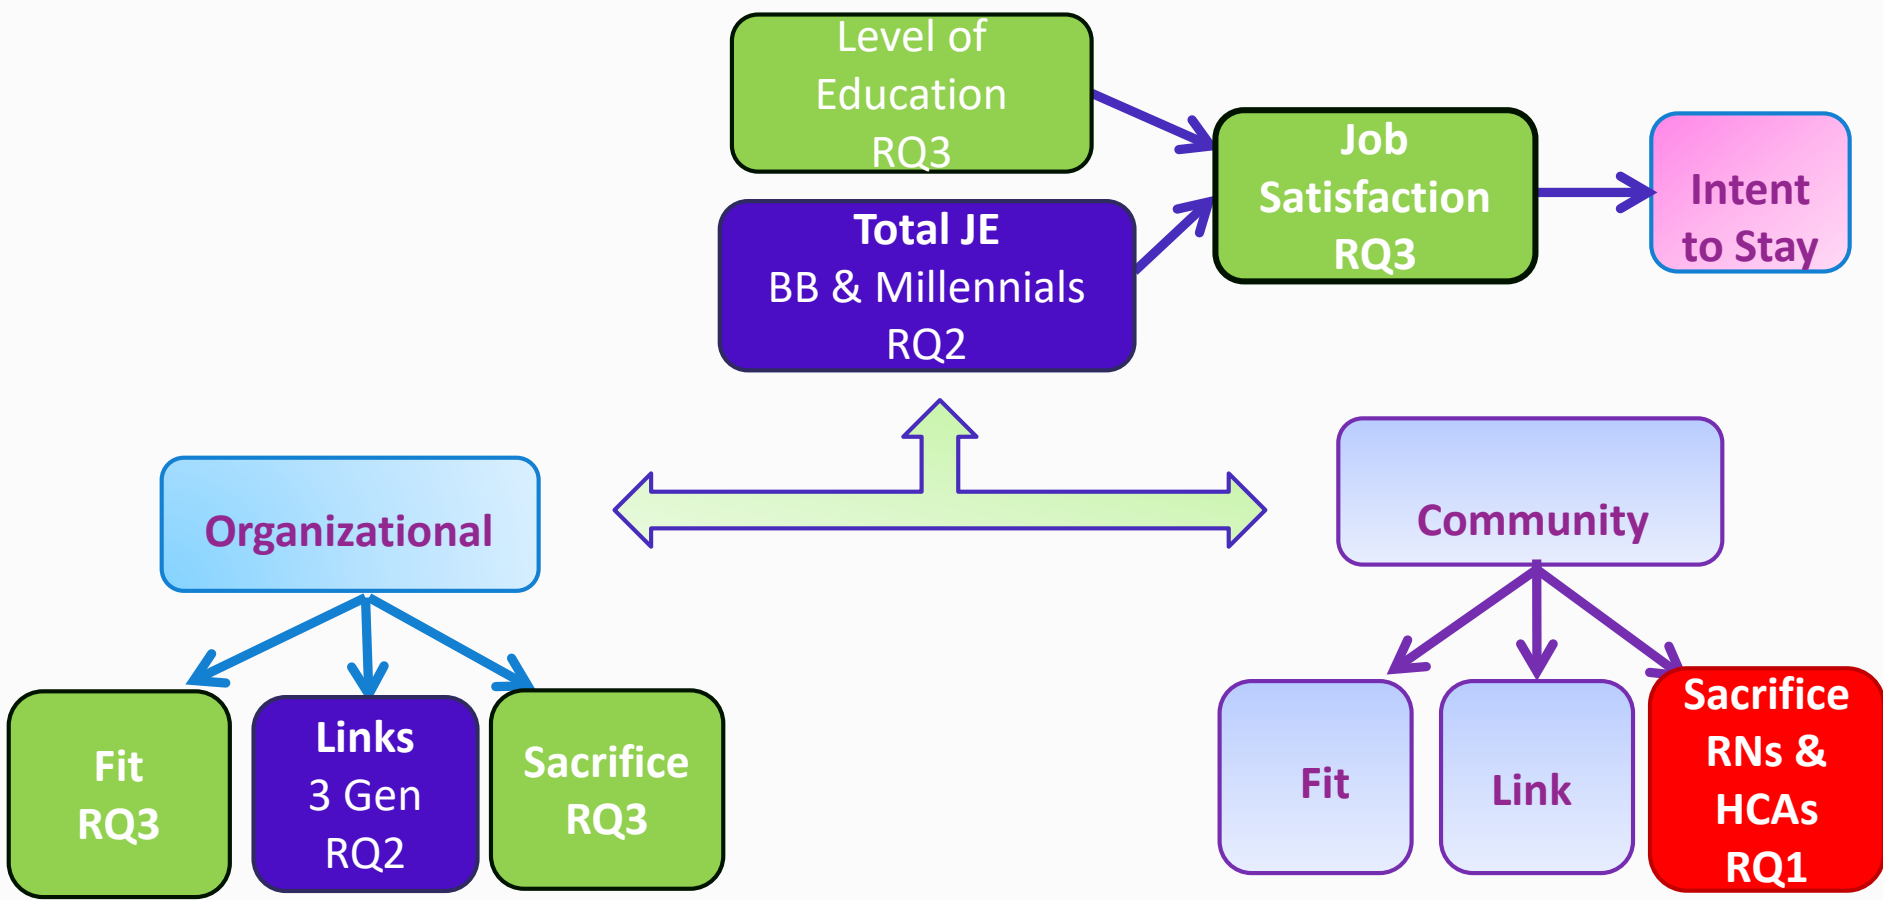 Level of
Education
RQ3
Job
Satisfaction
RQ3
Intent
to Stay
Total JE
BB & Millennials
RQ2
Organizational
Community
Fit
RQ3
Links
3 Gen
RQ2
Sacrifice
RQ3
Fit
Link
Sacrifice
RNs &
HCAs
RQ1